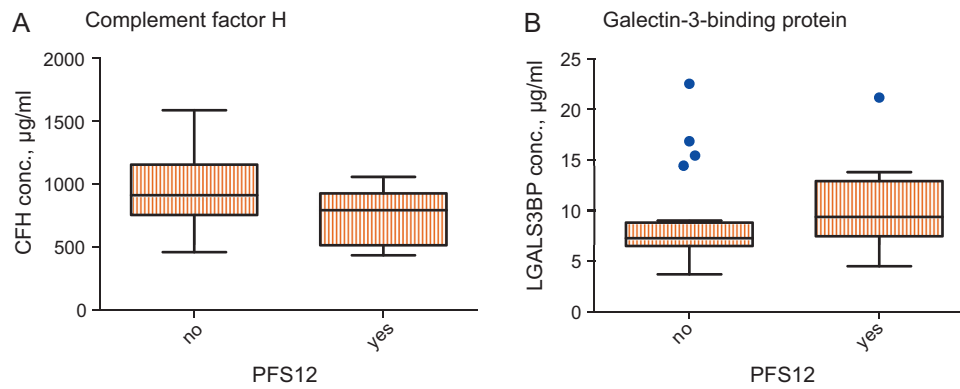 A Complement factor H
CFH conc., µg/ml
2000
1500
1000
500
0
no yes
PFS12
B Galectin-3-binding protein
LGALS3BP conc., µg/ml
25
20
15
10
5
0
no yes
PFS12